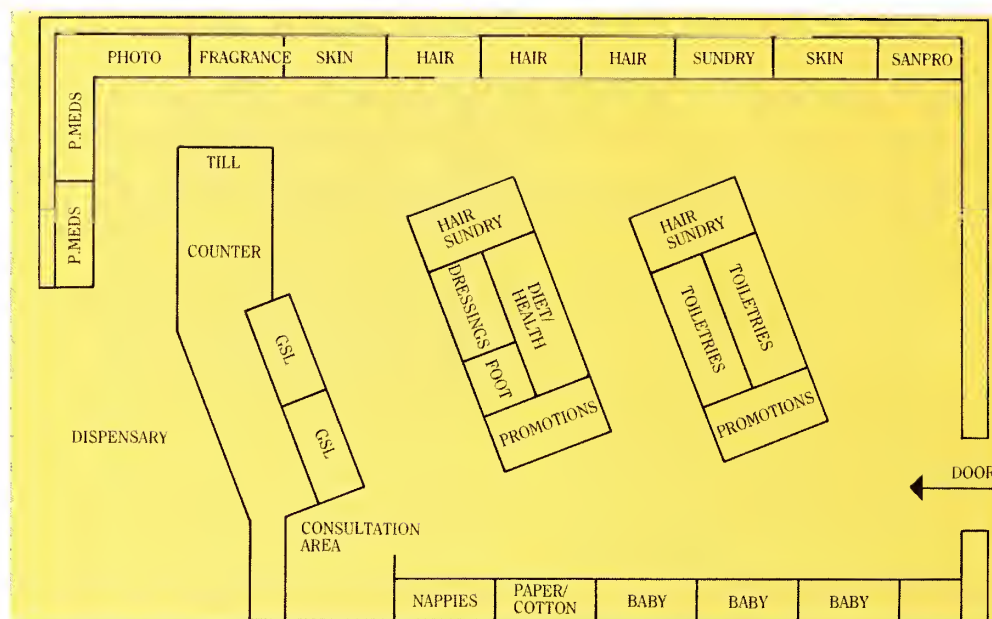 PHOTO
FRAGRANCE
SKIN
HAIR
HAIR
HAIR
SUNDRY
SKIN
SANPRO
P.MEDS
P.MEDS
TILL
COUNTER
GSL
GSL
DISPENSARY
CONSULTATION
AREA
HAIR
SUNDRY
DRESSINGS
DIET/
HEALTH
FOOT
PROMOTIONS
HAIR
SUNDRY
TOILETRIES
TOILETRIES
PROMOTIONS
DOOR
NAPPIES
PAPER/
COTTON
BABY
BABY
BABY